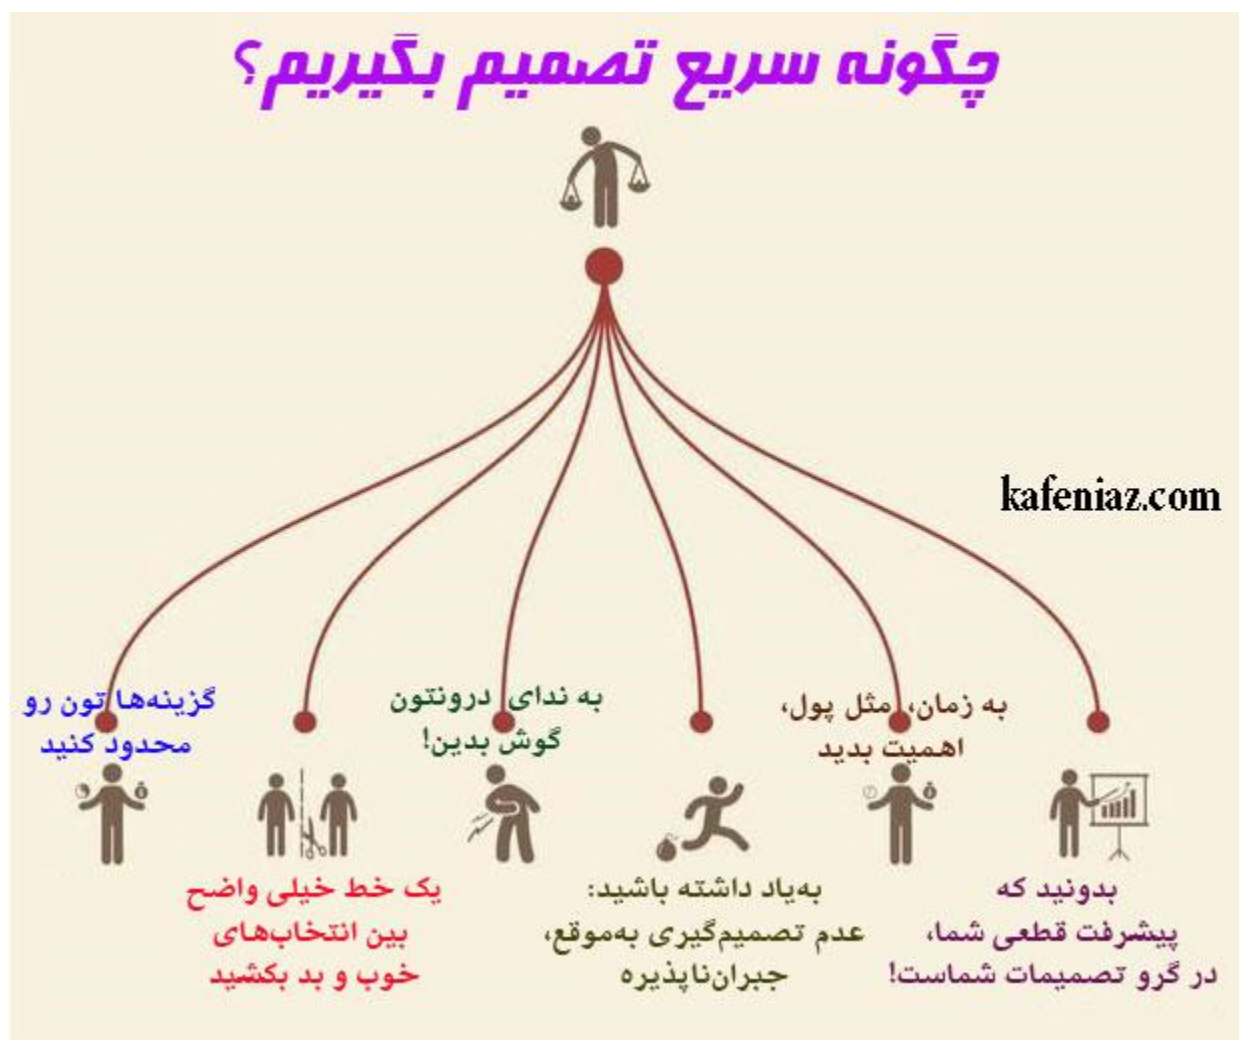 چگونه سریع تصمیم بگیریم؟
kafeniaz.com
به زمان، مثل پول،
اهمیت بدید
به ندای درونتون
گوش بدین!
گزینه‌ها تون رو
محدود کنید
بدونید که
پیشرفت قطعی شما،
در گرو تصمیمات شماست!
به‌یاد داشته باشید:
عدم تصمیم‌گیری به‌موقع،
جبران‌ناپذیره
یک خط خیلی واضح
بین انتخاب‌های
خوب و بد بکشید